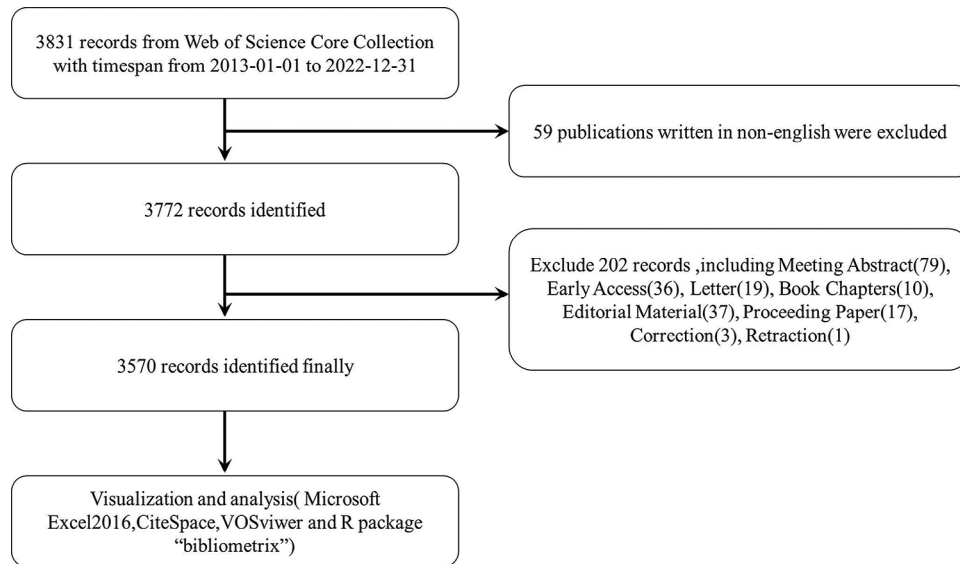 3831 records from Web of Science Core Collection
with timespan from 2013-01-01 to 2022-12-31
59 publications written in non-english were excluded
3772 records identified
Exclude 202 records ,including Meeting Abstract(79),
Early Access(36), Letter(19), Book Chapters(10),
Editorial Material(37), Proceeding Paper(17),
Correction(3), Retraction(1)
3570 records identified finally
Visualization and analysis( Microsoft
Excel2016,CiteSpace,VOSviwer and R package
“bibliometrix”)